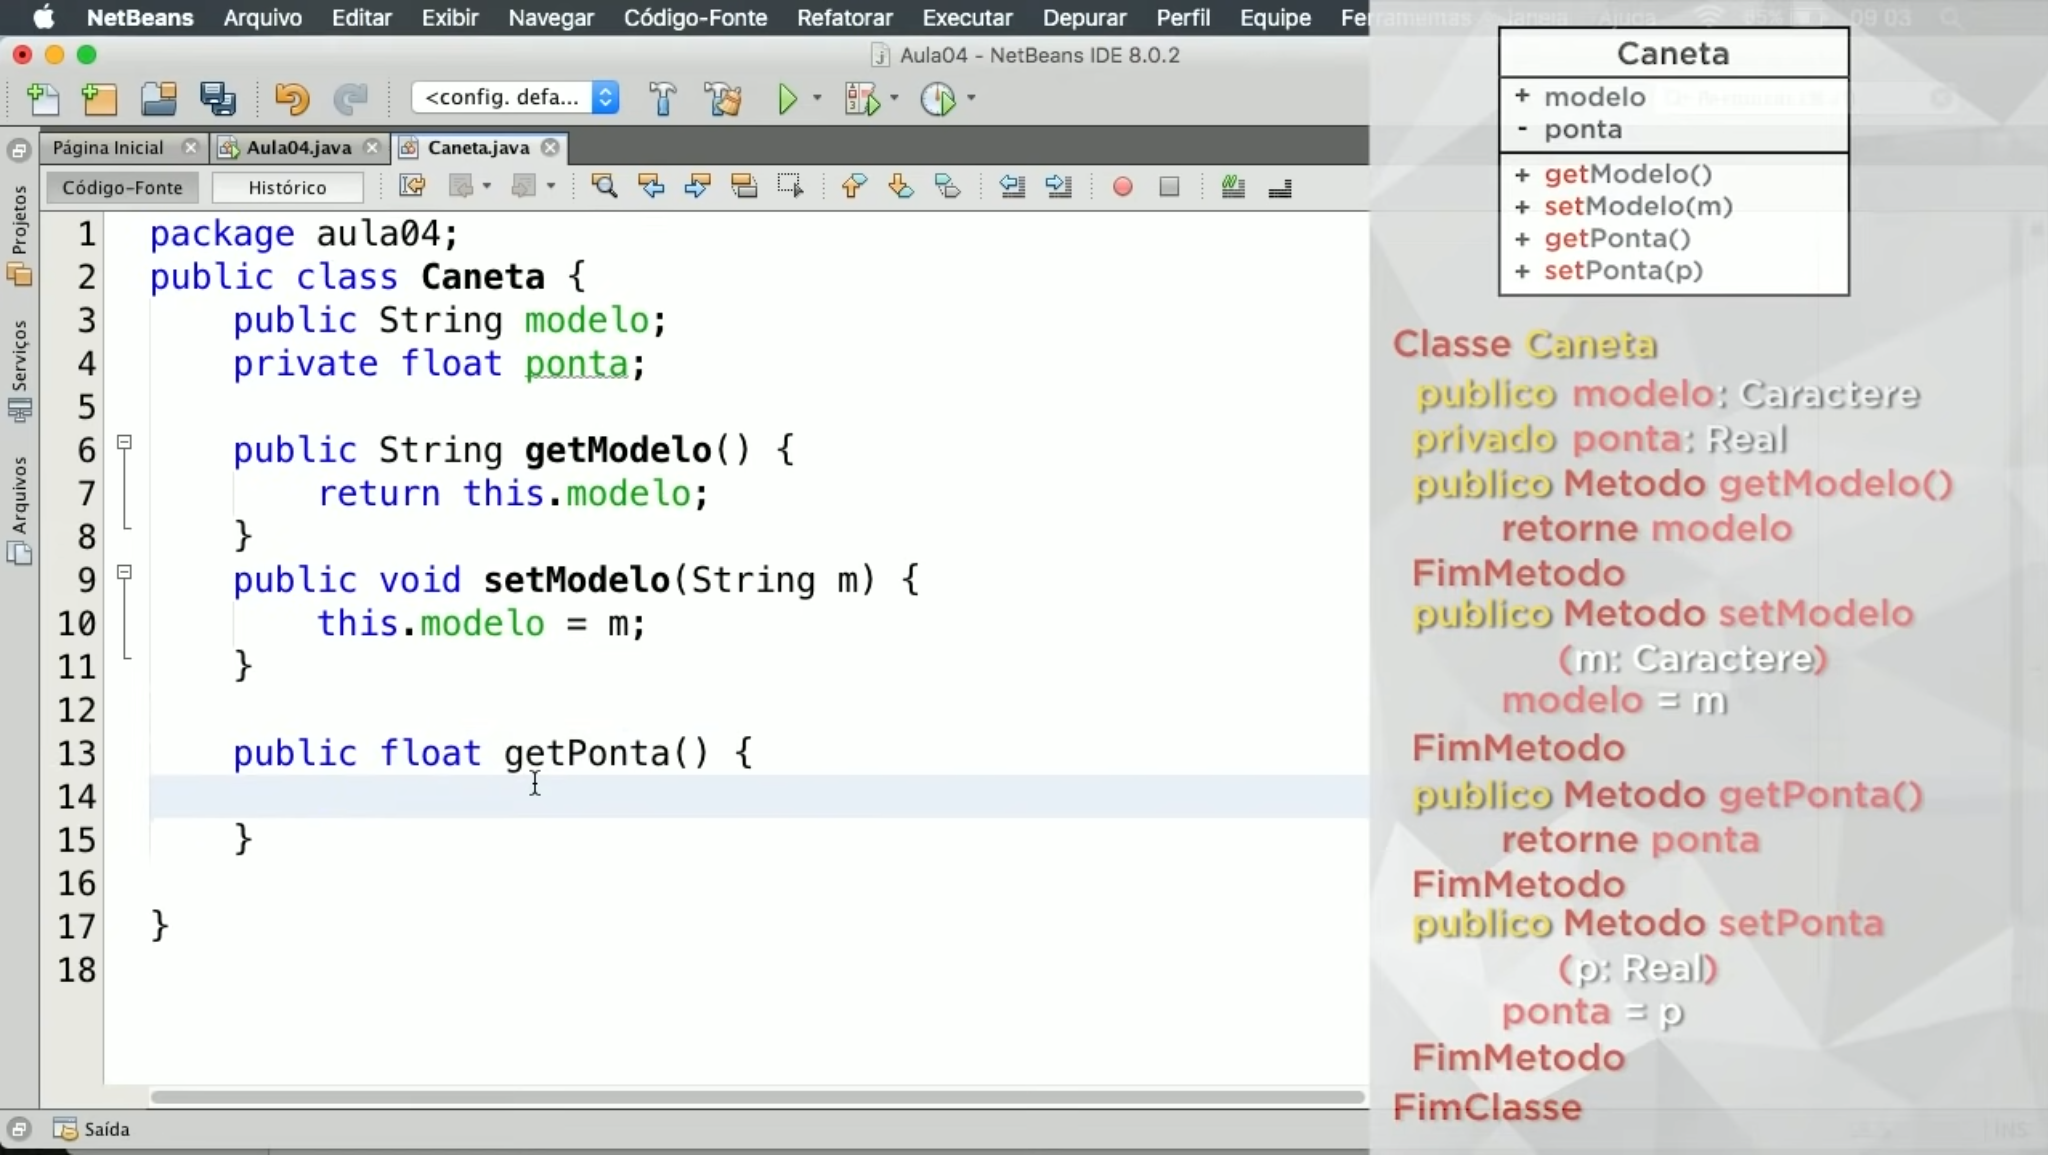 NetBeans Arquivo Editar Exibir Navegar Código-Fonte Refatorar Executar Depurar Perfil Equipe Ferramentas Janela Ajuda
09 03
Aula04 - NetBeans IDE 8.0.2
<config. defa...
Página Inicial Aula04.java Caneta.java
Código-Fonte Histórico
Projetos
Serviços
Arquivos
1 package aula04;
2 public class Caneta {
3 public String modelo;
4 private float ponta;
5
6 public String getModelo() {
7 return this.modelo;
8 }
9 public void setModelo(String m) {
10 this.modelo = m;
11 }
12
13 public float getPonta() {
14
15 }
16
17 }
18
Saída
Caneta
+ modelo
- ponta
+ getModelo()
+ setModelo(m)
+ getPonta()
+ setPonta(p)
Classe Caneta
publico modelo: Caractere
privado ponta: Real
publico Metodo getModelo()
retorne modelo
FimMetodo
publico Metodo setModelo
(m: Caractere)
modelo = m
FimMetodo
publico Metodo getPonta()
retorne ponta
FimMetodo
publico Metodo setPonta
(p: Real)
ponta = p
FimMetodo
FimClasse
INS